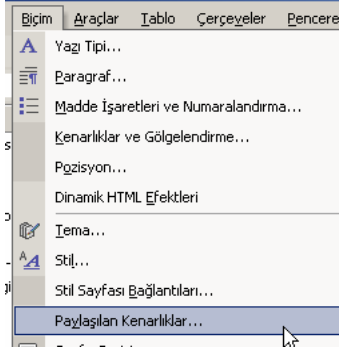 Biçim Araçlar Tablo Çerçeveler Pencere
Yazı Tipi...
Paragraf...
Madde İşaretleri ve Numaralandırma...
Kenarlıklar ve Gölgelendirme...
Pozisyon...
Dinamik HTML Efektleri
Tema...
Stil...
Stil Sayfası Bağlantıları...
Paylaşılan Kenarlıklar...